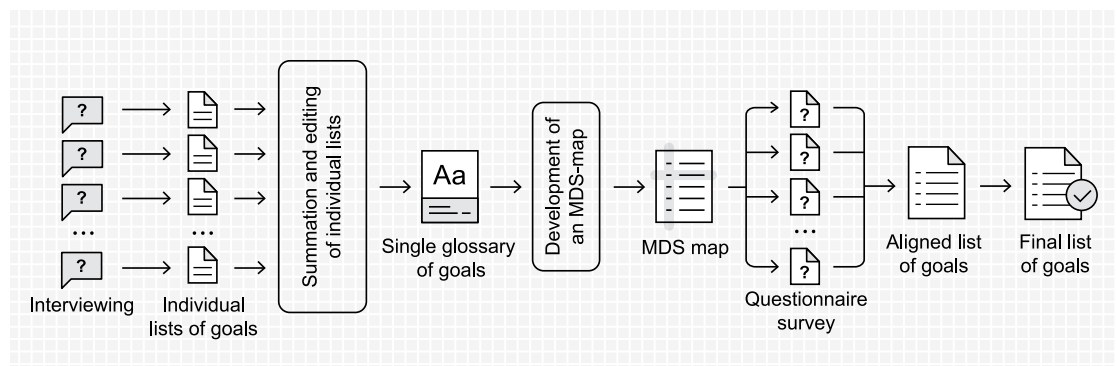 ?
?
?
...
?
Interviewing
Individual
lists of goals
Summation and editing
of individual lists
Aa
Single glossary
of goals
Development of
an MDS-map
MDS map
?
?
?
...
?
Questionnaire
survey
Aligned list
of goals
Final list
of goals